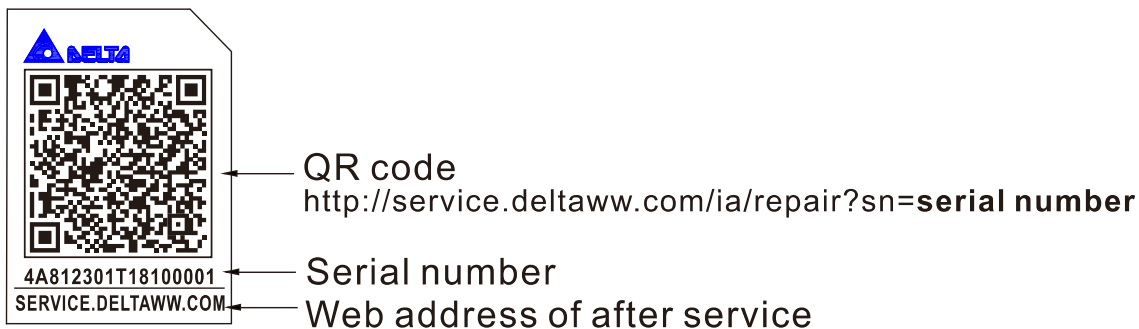 DELTA
QR code
http://service.deltaww.com/ia/repair?sn=serial number
4A812301T18100001
Serial number
SERVICE.DELTAWW.COM
Web address of after service